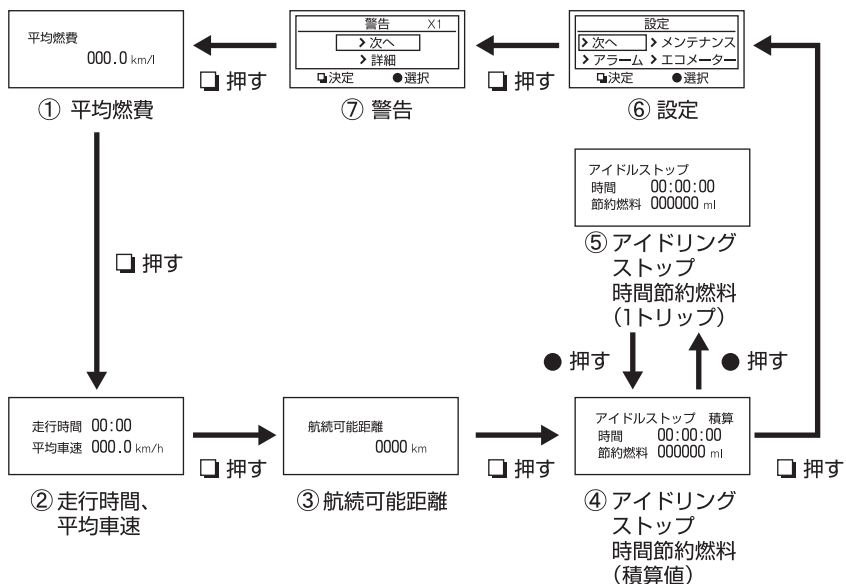 平均燃費
000.0 km/l
❏ 押す
警告 X1
> 次へ
> 詳細
❏決定 ●選択
❏ 押す
設定
> 次へ > メンテナンス
> アラーム > エコメーター
❏決定 ●選択
① 平均燃費
⑦ 警告
⑥ 設定
アイドルストップ
時間 00:00:00
節約燃料 000000 ml
⑤ アイドリング
ストップ
時間節約燃料
(1トリップ)
❏ 押す
● 押す
● 押す
走行時間 00:00
平均車速 000.0 km/h
❏ 押す
航続可能距離
0000 km
❏ 押す
アイドルストップ 積算
時間 00:00:00
節約燃料 000000 ml
❏ 押す
② 走行時間、
平均車速
③ 航続可能距離
④ アイドリング
ストップ
時間節約燃料
(積算値)